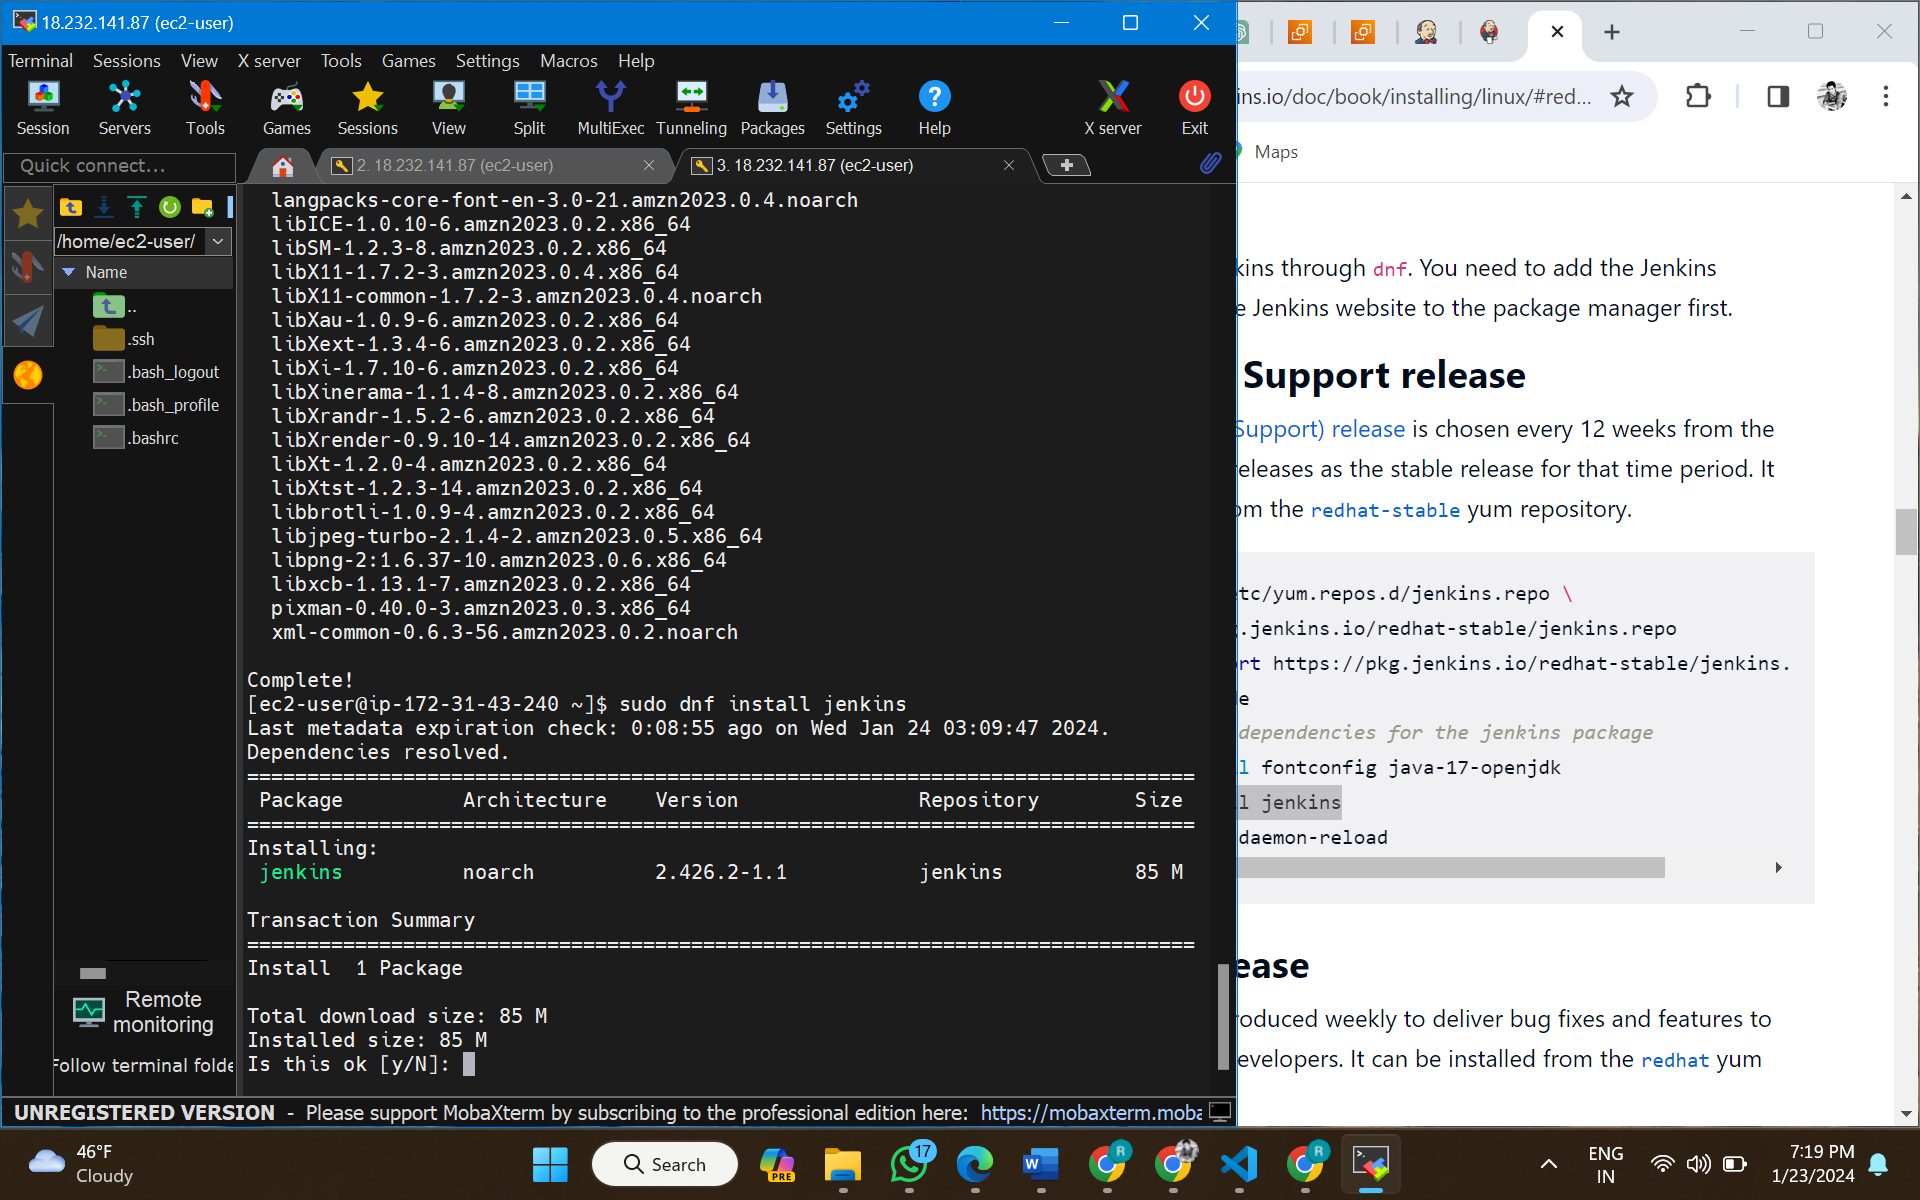 18.232.141.87 (ec2-user)
Terminal Sessions View X server Tools Games Settings Macros Help
Session Servers Tools Games Sessions View Split MultiExec Tunneling Packages Settings Help X server Exit
Quick connect...
2. 18.232.141.87 (ec2-user)
3. 18.232.141.87 (ec2-user)
/home/ec2-user/
Name
..
.ssh
.bash_logout
.bash_profile
.bashrc
Remote
monitoring
Follow terminal folde
langpacks-core-font-en-3.0-21.amzn2023.0.4.noarch
libICE-1.0.10-6.amzn2023.0.2.x86_64
libSM-1.2.3-8.amzn2023.0.2.x86_64
libX11-1.7.2-3.amzn2023.0.4.x86_64
libX11-common-1.7.2-3.amzn2023.0.4.noarch
libXau-1.0.9-6.amzn2023.0.2.x86_64
libXext-1.3.4-6.amzn2023.0.2.x86_64
libXi-1.7.10-6.amzn2023.0.2.x86_64
libXinerama-1.1.4-8.amzn2023.0.2.x86_64
libXrandr-1.5.2-6.amzn2023.0.2.x86_64
libXrender-0.9.10-14.amzn2023.0.2.x86_64
libXt-1.2.0-4.amzn2023.0.2.x86_64
libXtst-1.2.3-14.amzn2023.0.2.x86_64
libbrotli-1.0.9-4.amzn2023.0.2.x86_64
libjpeg-turbo-2.1.4-2.amzn2023.0.5.x86_64
libpng-2:1.6.37-10.amzn2023.0.6.x86_64
libxcb-1.13.1-7.amzn2023.0.2.x86_64
pixman-0.40.0-3.amzn2023.0.3.x86_64
xml-common-0.6.3-56.amzn2023.0.2.noarch
Complete!
[ec2-user@ip-172-31-43-240 ~]$ sudo dnf install jenkins
Last metadata expiration check: 0:08:55 ago on Wed Jan 24 03:09:47 2024.
Dependencies resolved.
================================================================================
Package Architecture Version Repository Size
================================================================================
Installing:
jenkins noarch 2.426.2-1.1 jenkins 85 M
Transaction Summary
================================================================================
Install 1 Package
Total download size: 85 M
Installed size: 85 M
Is this ok [y/N]:
UNREGISTERED VERSION - Please support MobaXterm by subscribing to the professional edition here: https://mobaxterm.moba
ins.io/doc/book/installing/linux/#red...
Maps
kins through dnf. You need to add the Jenkins
e Jenkins website to the package manager first.
Support release
Support) release is chosen every 12 weeks from the
eleases as the stable release for that time period. It
om the redhat-stable yum repository.
etc/yum.repos.d/jenkins.repo \
g.jenkins.io/redhat-stable/jenkins.repo
rt https://pkg.jenkins.io/redhat-stable/jenkins.
e
dependencies for the jenkins package
l fontconfig java-17-openjdk
l jenkins
daemon-reload
ease
roduced weekly to deliver bug fixes and features to
evelopers. It can be installed from the redhat yum
46°F
Cloudy
Search
PRE
17
R
R
ENG
IN
7:19 PM
1/23/2024